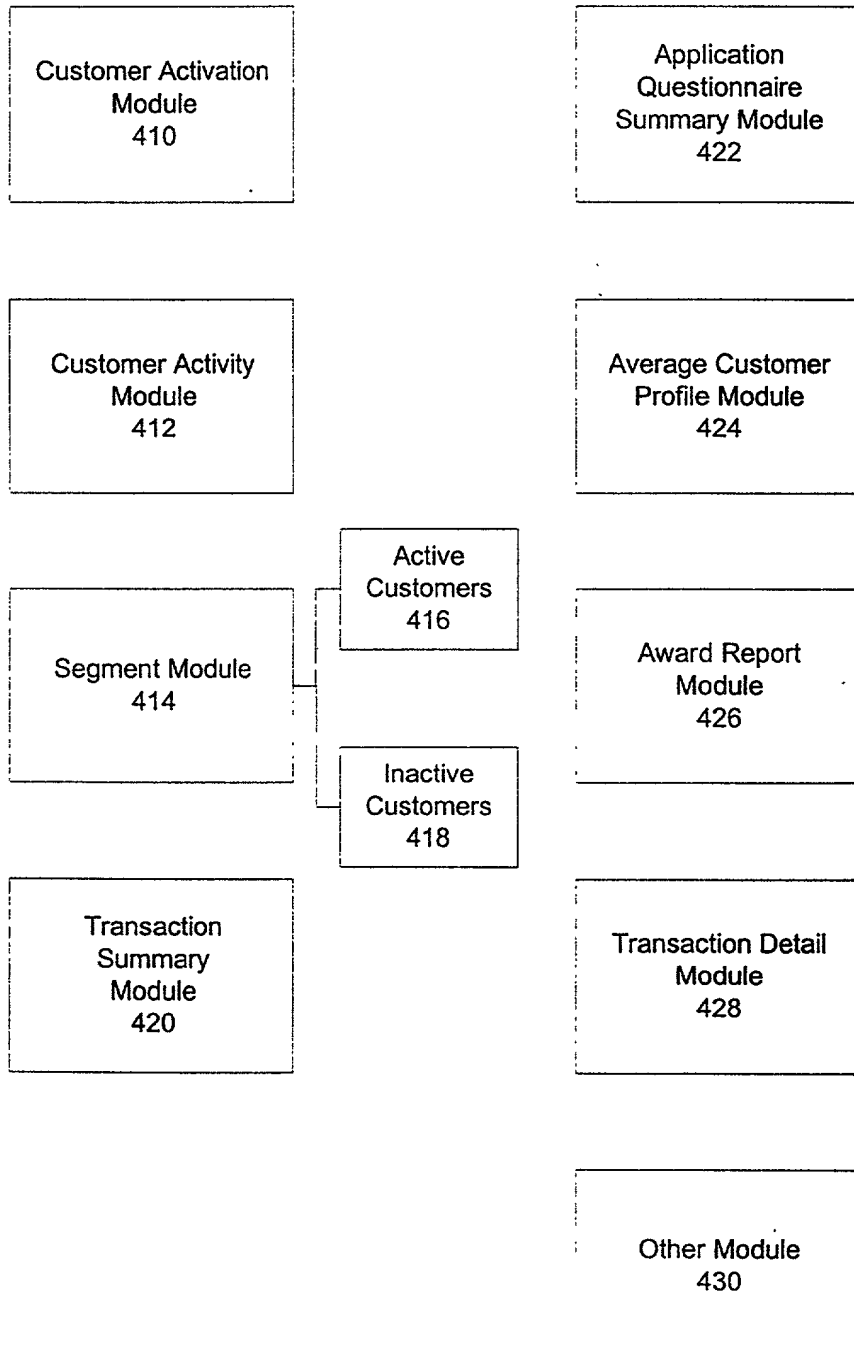 Customer Activation
Module
410
Application
Questionnaire
Summary Module
422
Customer Activity
Module
412
Average Customer
Profile Module
424
Segment Module
414
Active
Customers
416
Inactive
Customers
418
Award Report
Module
426
Transaction
Summary
Module
420
Transaction Detail
Module
428
Other Module
430